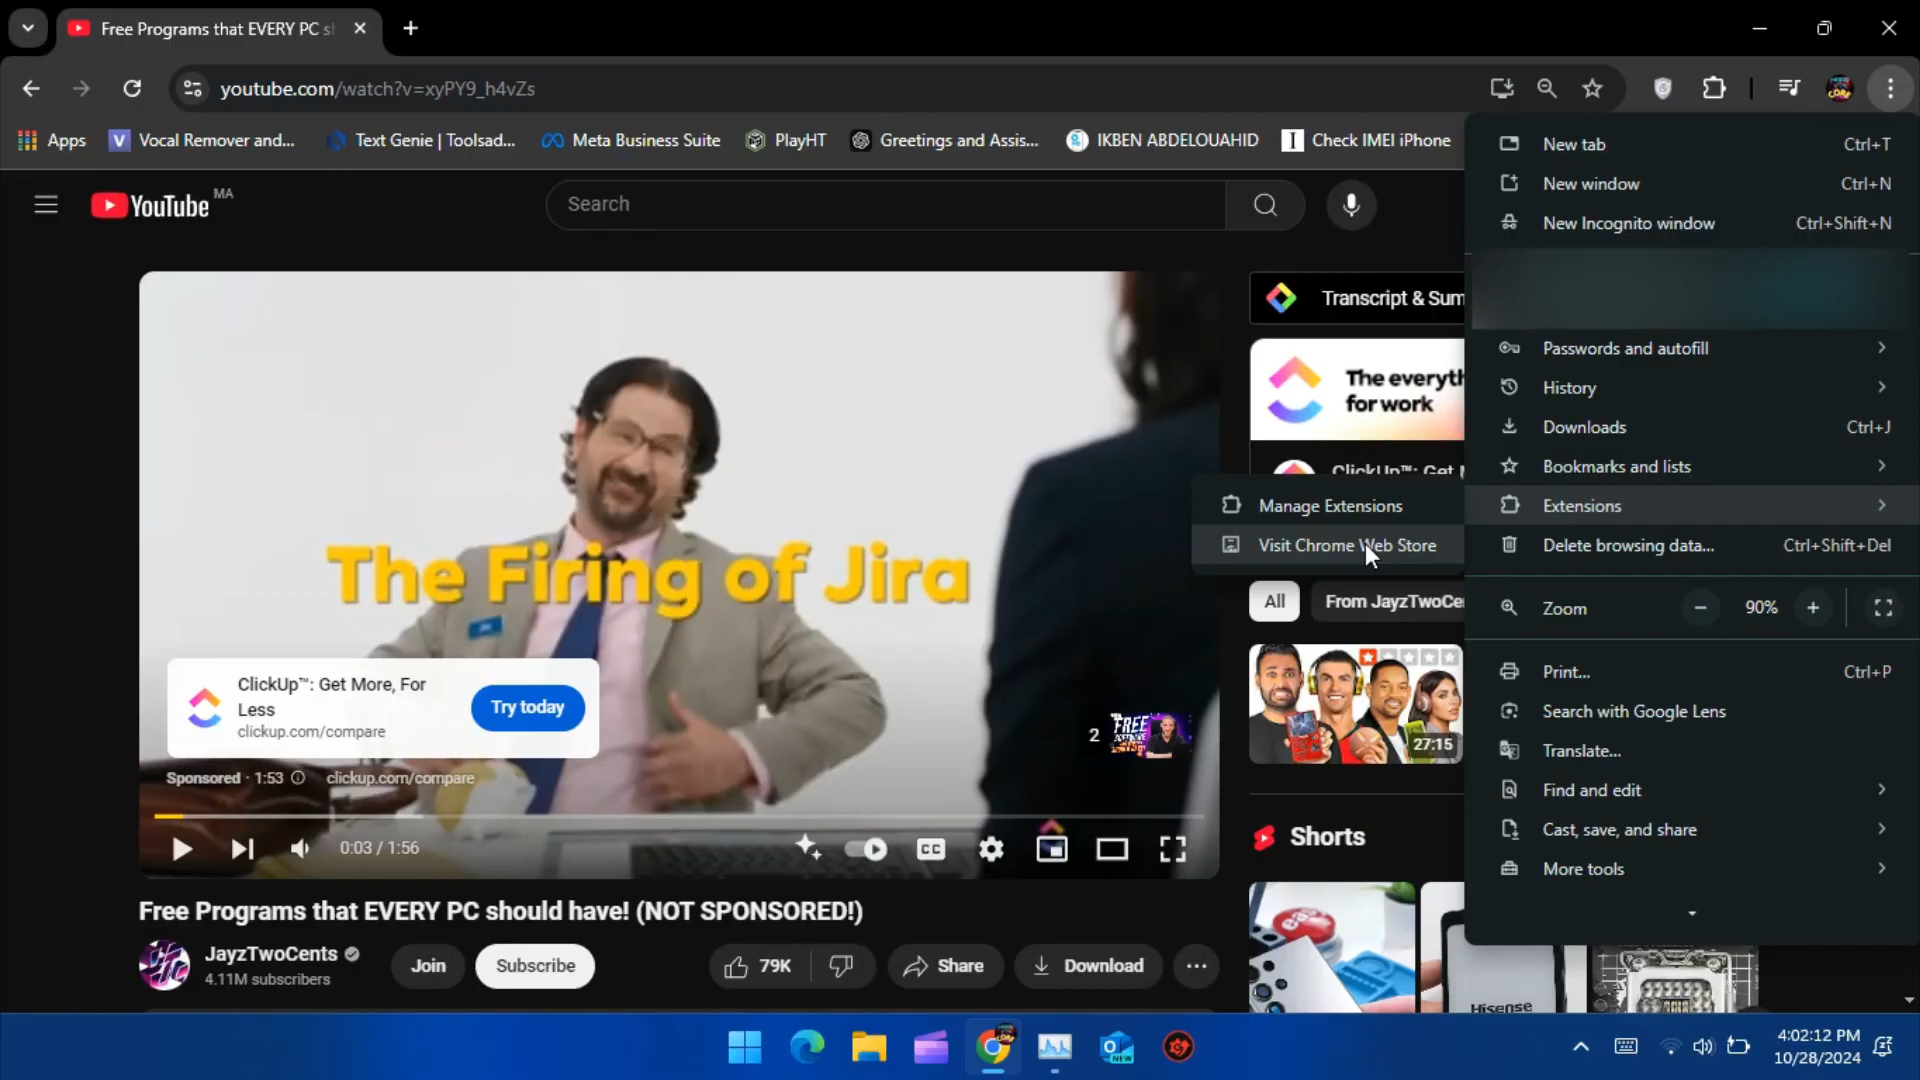 Free Programs that EVERY PC s
youtube.com/watch?v=xyPY9_h4vZs
Apps
Vocal Remover and...
Text Genie | Toolsad...
Meta Business Suite
PlayHT
Greetings and Assis...
IKBEN ABDELOUAHID
Check IMEI iPhone
YouTube MA
Search
New tab Ctrl+T
New window Ctrl+N
New Incognito window Ctrl+Shift+N
Passwords and autofill
History
Downloads Ctrl+J
Bookmarks and lists
Extensions
Delete browsing data... Ctrl+Shift+Del
Zoom − 90% +
Print... Ctrl+P
Search with Google Lens
Translate...
Find and edit
Cast, save, and share
More tools
Manage Extensions
Visit Chrome Web Store
Transcript & Sum
The everyth
for work
ClickUp™: Get M
All
From JayzTwoCe
27:15
Shorts
Hisense
The Firing of Jira
ClickUp™: Get More, For
Less
clickup.com/compare
Try today
2
FREE
Sponsored · 1:53
clickup.com/compare
0:03 / 1:56
CC
Free Programs that EVERY PC should have! (NOT SPONSORED!)
JayzTwoCents
4.11M subscribers
Join
Subscribe
79K
Share
Download
NEW
4:02:12 PM
10/28/2024